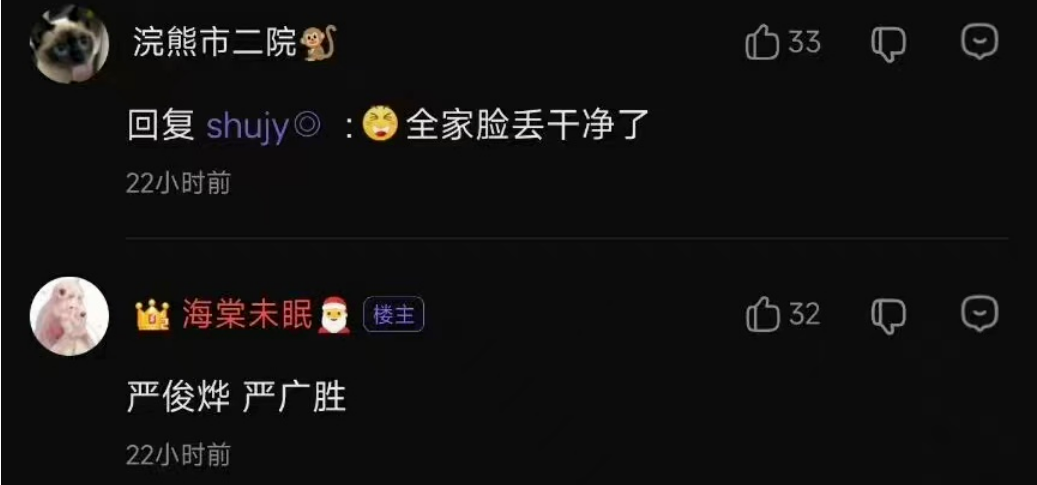 浣熊市二院🐒 33
回复 shujy◎ :😆全家脸丢干净了
22小时前
海棠未眠🎅 楼主 32
严俊烨 严广胜
22小时前